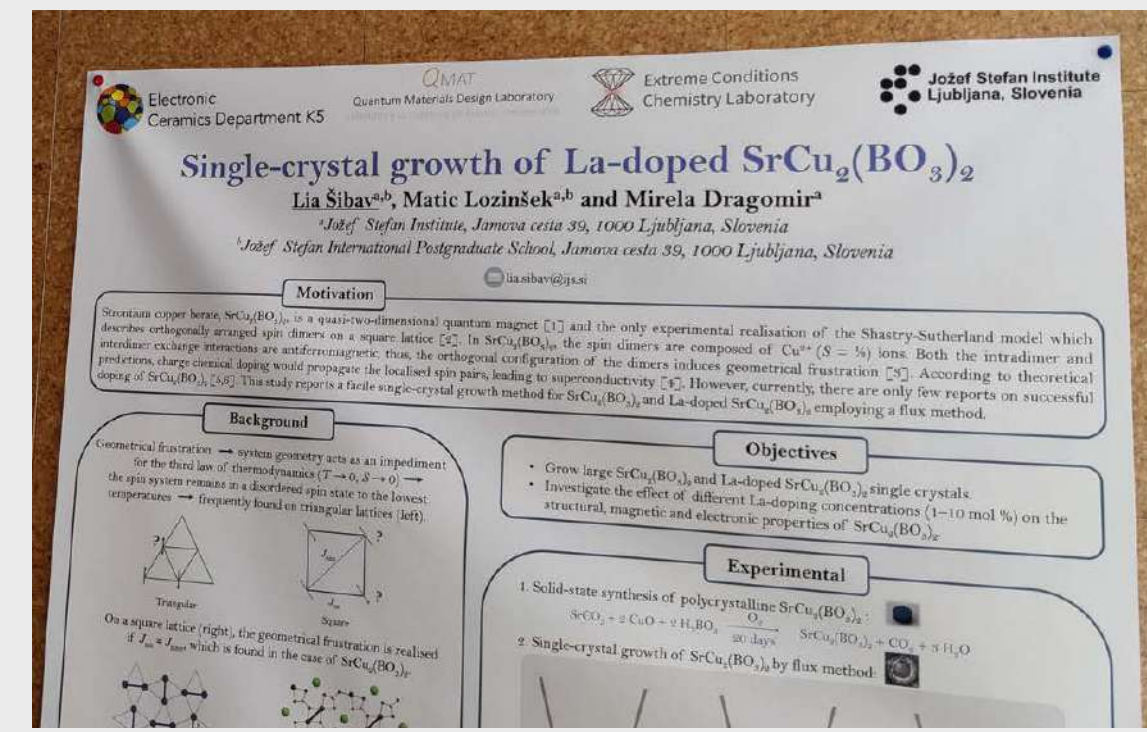 Electronic
Ceramics Department K5
QMAT
Quantum Materials Design Laboratory
Extreme Conditions
Chemistry Laboratory
Jožef Stefan Institute
Ljubljana, Slovenia
Single-crystal growth of La-doped SrCu₂(BO₃)₂
Lia Šibavᵃ,ᵇ, Matic Lozinšekᵃ,ᵇ and Mirela Dragomirᵃ
ᵃJožef Stefan Institute, Jamova cesta 39, 1000 Ljubljana, Slovenia
ᵇJožef Stefan International Postgraduate School, Jamova cesta 39, 1000 Ljubljana, Slovenia
lia.sibav@ijs.si
Motivation
Strontium copper borate, SrCu₂(BO₃)₂, is a quasi-two-dimensional quantum magnet [1] and the only experimental realisation of the Shastry-Sutherland model which
describes orthogonally arranged spin dimers on a square lattice [2]. In SrCu₂(BO₃)₂, the spin dimers are composed of Cu²⁺ (S = ½) ions. Both the intradimer and
interdimer exchange interactions are antiferromagnetic, thus, the orthogonal configuration of the dimers induces geometrical frustration [3]. According to theoretical
predictions, charge chemical doping would propagate the localised spin pairs, leading to superconductivity [4]. However, currently, there are only few reports on successful
doping of SrCu₂(BO₃)₂ [5,6]. This study reports a facile single-crystal growth method for SrCu₂(BO₃)₂ and La-doped SrCu₂(BO₃)₂ employing a flux method.
Background
Geometrical frustration → system geometry acts as an impediment
for the third law of thermodynamics (T → 0, S → 0) →
the spin system remains in a disordered spin state to the lowest
temperatures → frequently found on triangular lattices (left).
?
Triangular
?
?
Square
On a square lattice (right), the geometrical frustration is realised
which is found in the case of SrCu₂(BO₃)₂.
Objectives
• Grow large SrCu₂(BO₃)₂ and La-doped SrCu₂(BO₃)₂ single crystals.
• Investigate the effect of different La-doping concentrations (1–10 mol %) on the
structural, magnetic and electronic properties of SrCu₂(BO₃)₂.
Experimental
1. Solid-state synthesis of polycrystalline SrCu₂(BO₃)₂:
O₂
SrCO₃ + 2 CuO + 2 H₃BO₃ → SrCu₂(BO₃)₂ + CO₂ + 3 H₂O
20 days
2. Single-crystal growth of SrCu₂(BO₃)₂ by flux method: